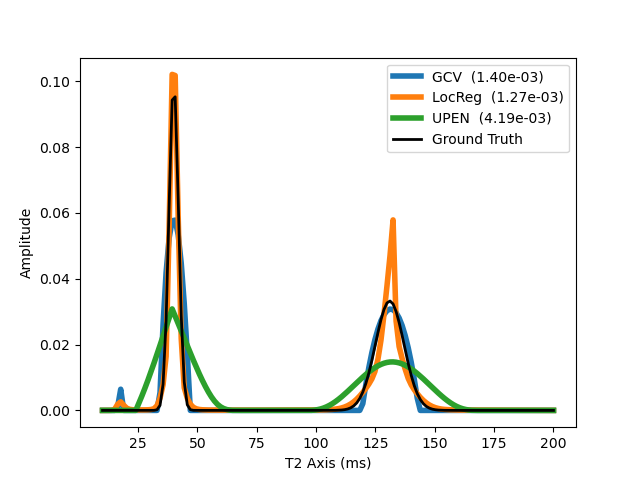 GCV (1.40e-03)
LocReg (1.27e-03)
UPEN (4.19e-03)
Ground Truth
0.10
0.08
0.06
0.04
0.02
0.00
Amplitude
25 50 75 100 125 150 175 200
T2 Axis (ms)